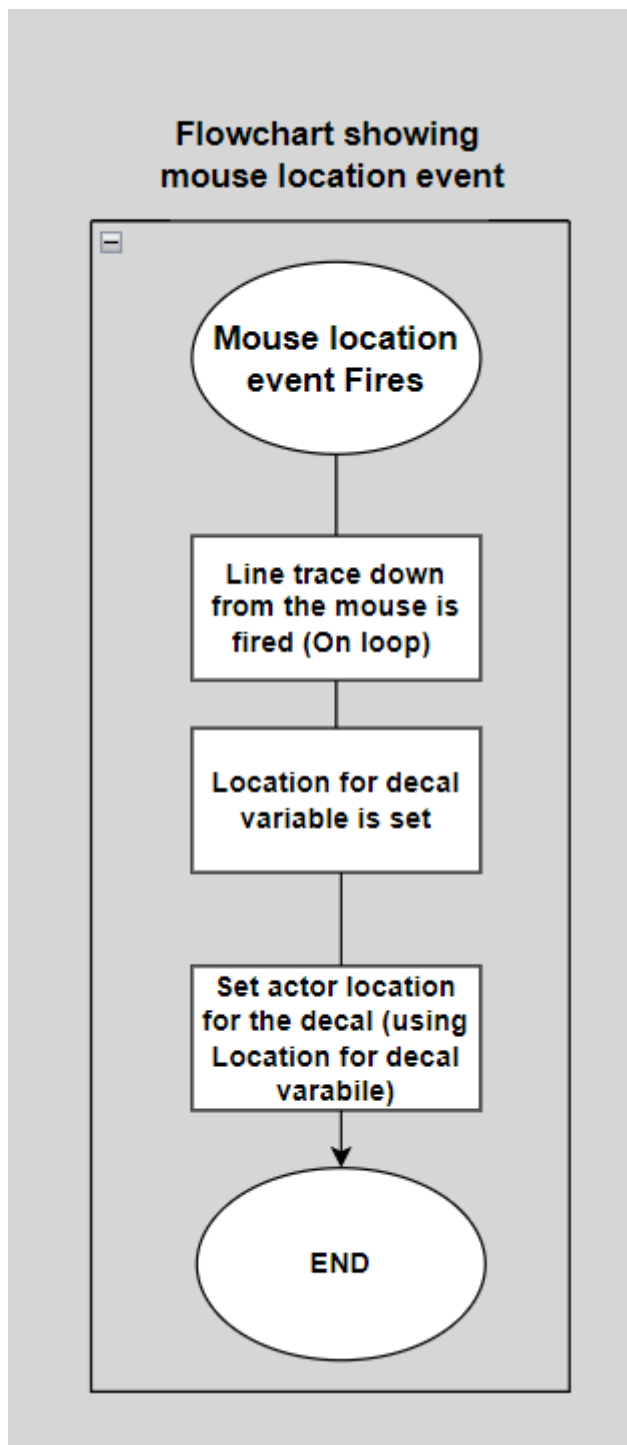 Flowchart showing
mouse location event
Mouse location
event Fires
Line trace down
from the mouse is
fired (On loop)
Location for decal
variable is set
Set actor location
for the decal (using
Location for decal
varabile)
END